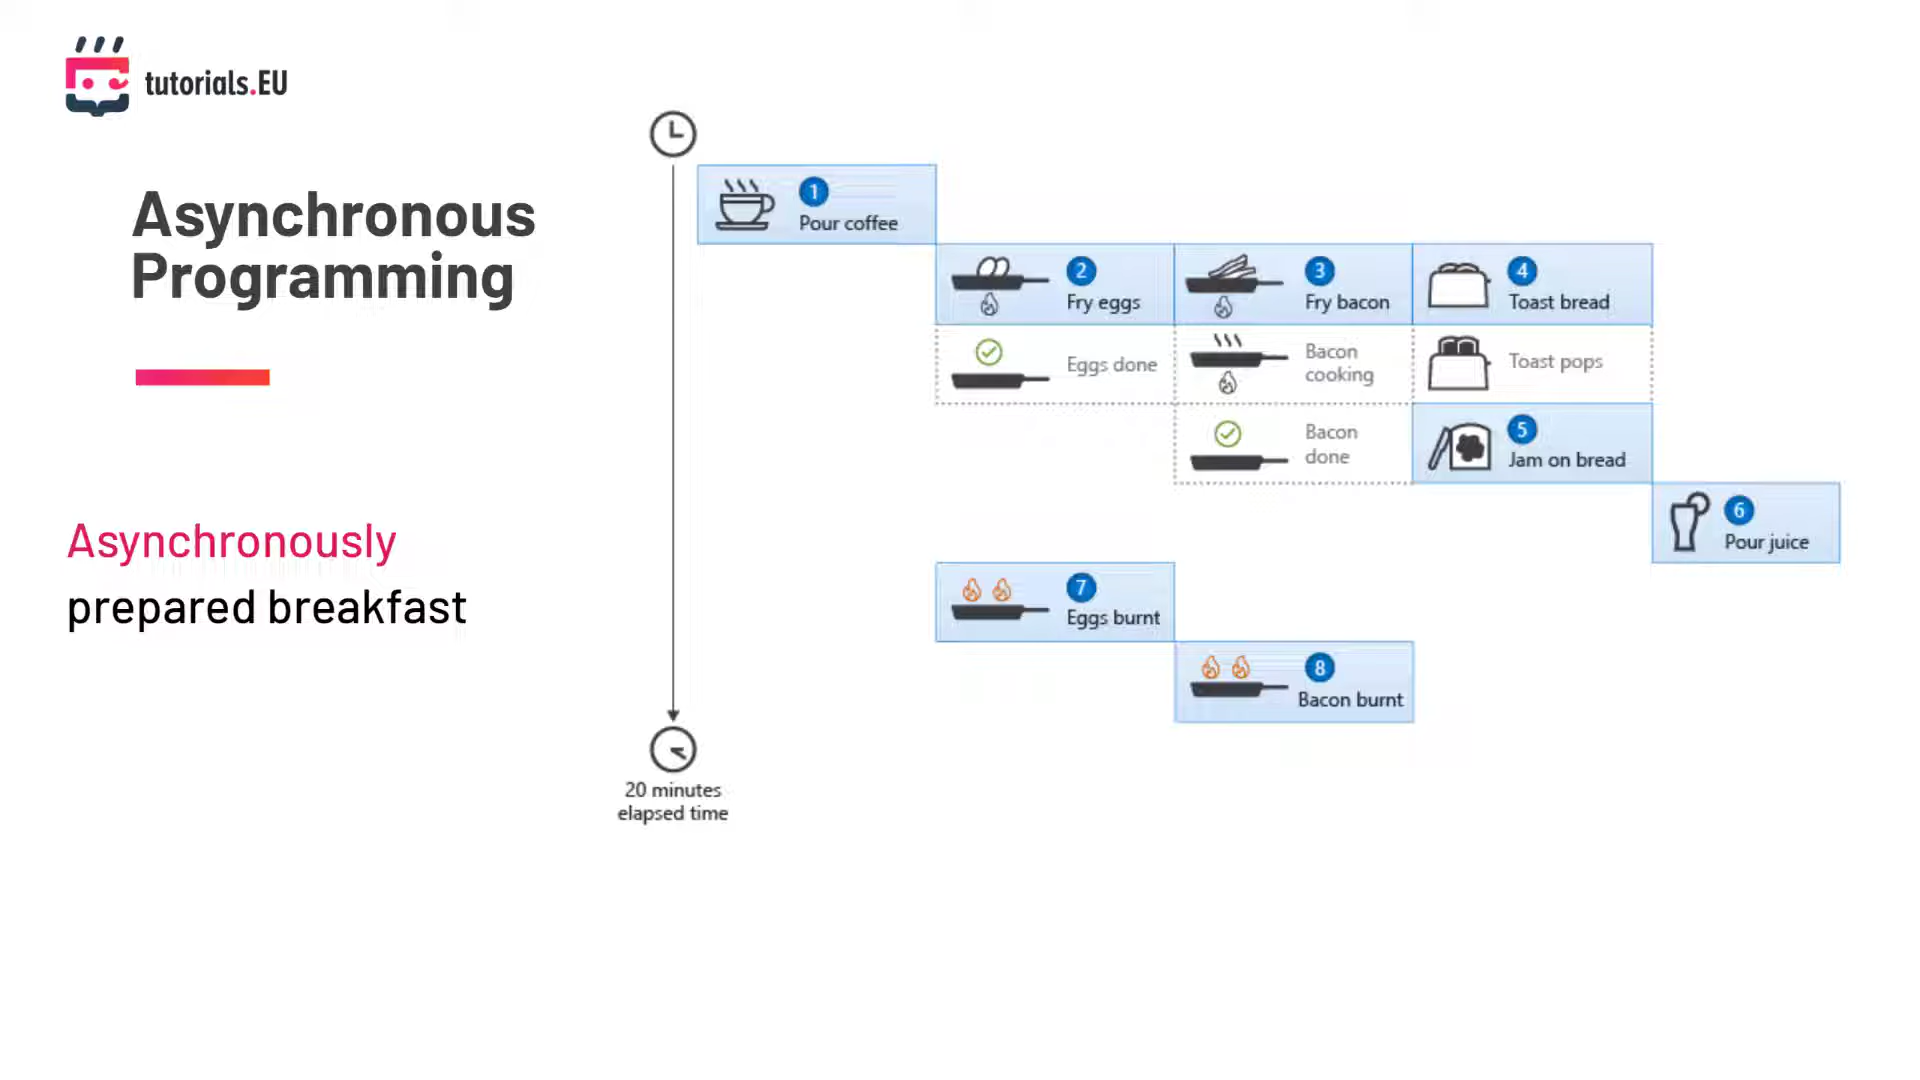 tutorials.EU
Asynchronous
Programming
Asynchronously
prepared breakfast
1
Pour coffee
2
Fry eggs
3
Fry bacon
4
Toast bread
Eggs done
Bacon
cooking
Toast pops
Bacon
done
5
Jam on bread
6
Pour juice
7
Eggs burnt
8
Bacon burnt
20 minutes
elapsed time